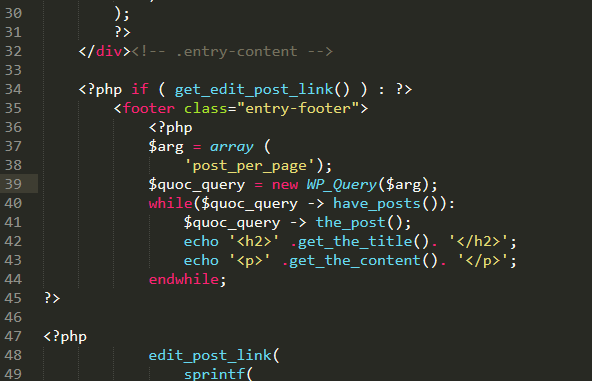 30 );
31 ?>
32 </div><!-- .entry-content -->
33
34 <?php if ( get_edit_post_link() ) : ?>
35 <footer class="entry-footer">
36 <?php
37 $arg = array (
38 'post_per_page');
39 $quoc_query = new WP_Query($arg);
40 while($quoc_query -> have_posts()):
41 $quoc_query -> the_post();
42 echo '<h2>' .get_the_title(). '</h2>';
43 echo '<p>' .get_the_content(). '</p>';
44 endwhile;
45 ?>
46
47 <?php
48 edit_post_link(
49 sprintf(